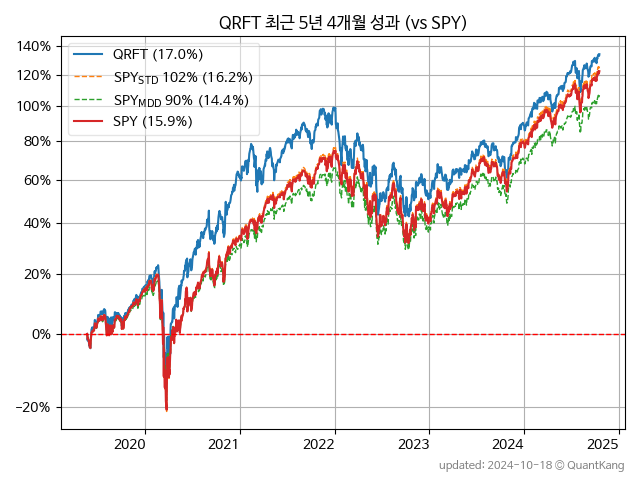 QRFT 최근 5년 4개월 성과 (vs SPY)
140%
120%
100%
80%
60%
40%
20%
0%
−20%
QRFT (17.0%)
SPY_STD 102% (16.2%)
SPY_MDD 90% (14.4%)
SPY (15.9%)
2020 2021 2022 2023 2024 2025
updated: 2024-10-18 © QuantKang